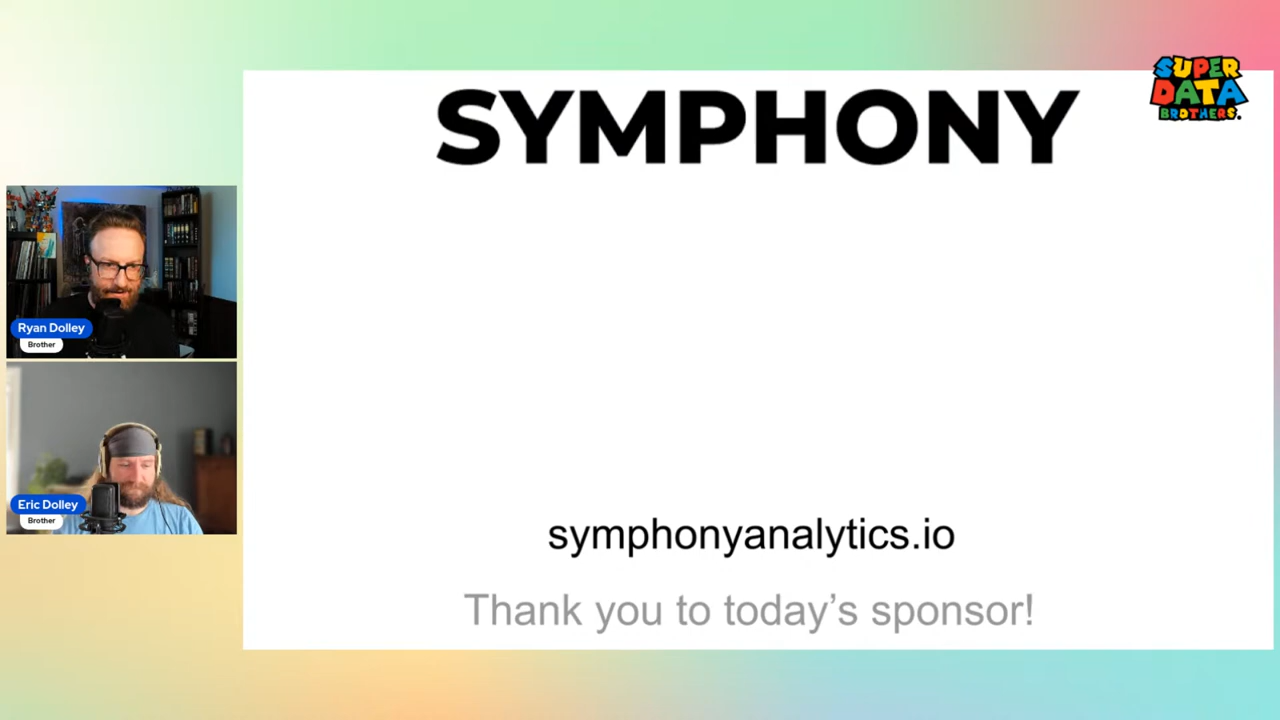 SUPER
DATA
BROTHERS.
SYMPHONY
Ryan Dolley
Brother
Eric Dolley
Brother
symphonyanalytics.io
Thank you to today's sponsor!